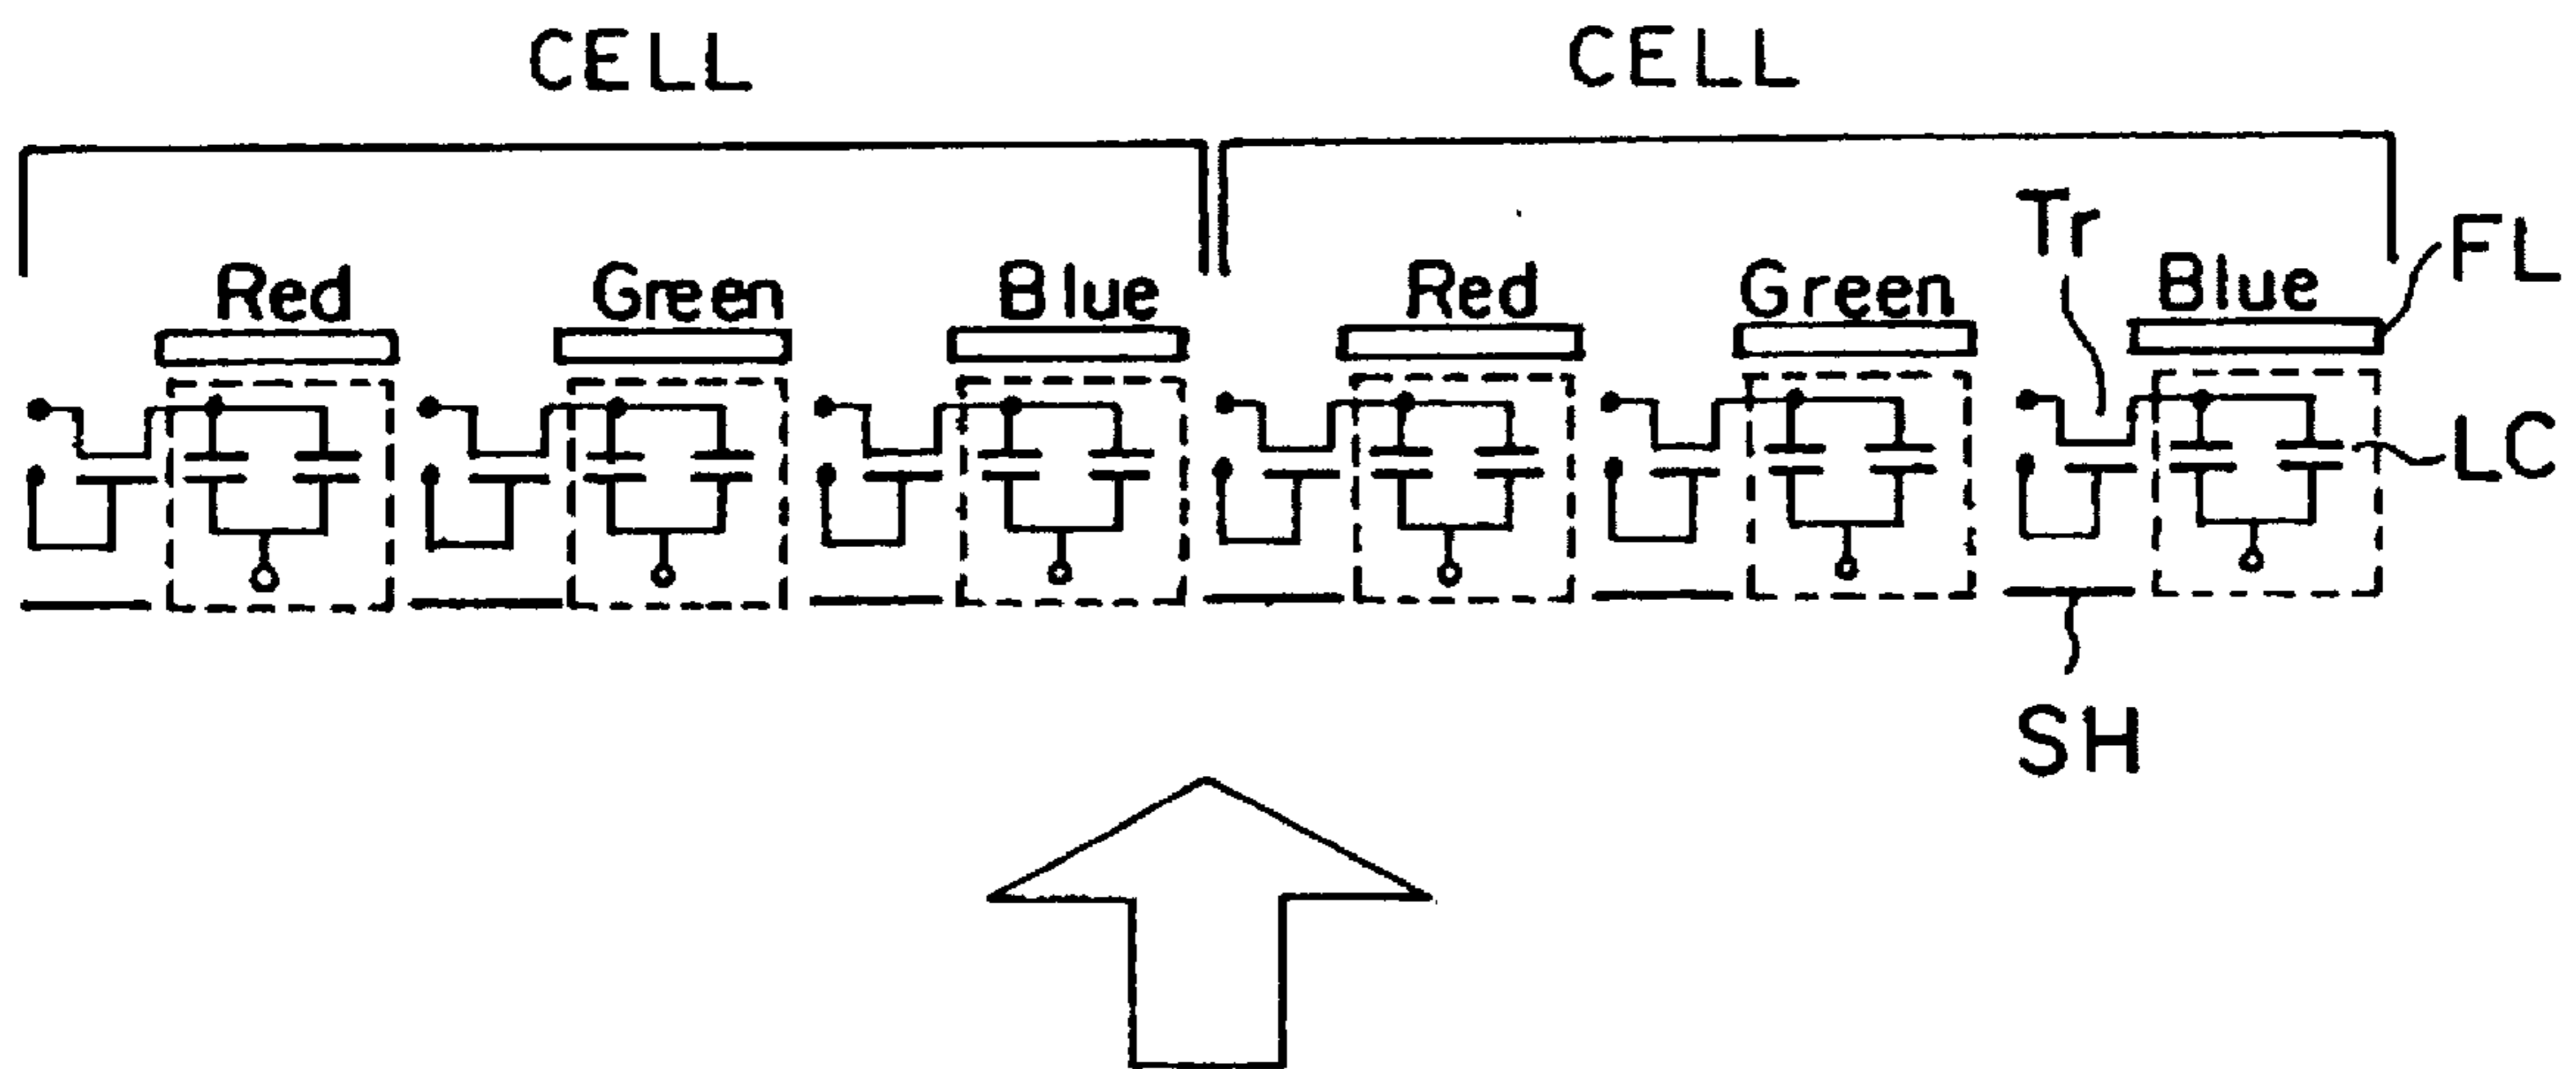 CELL CELL
Tr FL
Red Green Blue Red Green Blue
LC
SH